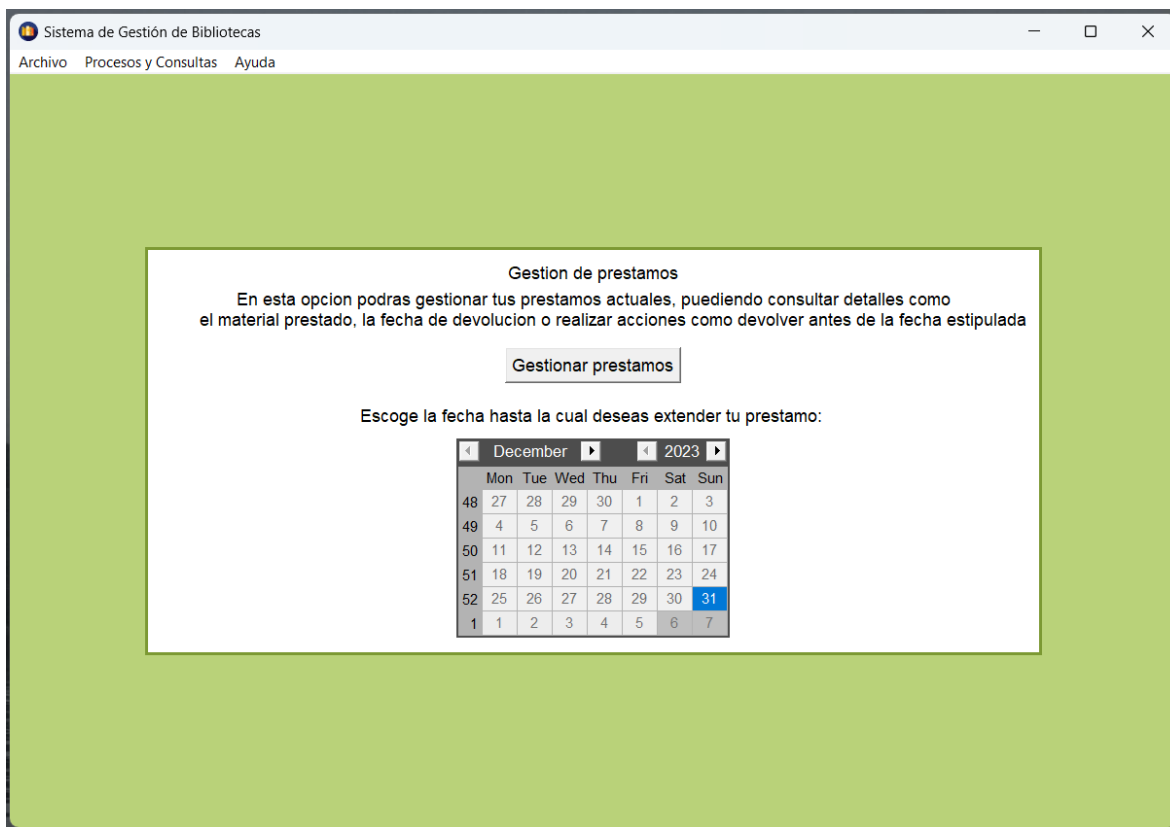 Sistema de Gestión de Bibliotecas
Archivo Procesos y Consultas Ayuda
Gestion de prestamos
En esta opcion podras gestionar tus prestamos actuales, puediendo consultar detalles como
el material prestado, la fecha de devolucion o realizar acciones como devolver antes de la fecha estipulada
Gestionar prestamos
Escoge la fecha hasta la cual deseas extender tu prestamo:
December 2023
Mon Tue Wed Thu Fri Sat Sun
48 27 28 29 30 1 2 3
49 4 5 6 7 8 9 10
50 11 12 13 14 15 16 17
51 18 19 20 21 22 23 24
52 25 26 27 28 29 30 31
1 1 2 3 4 5 6 7